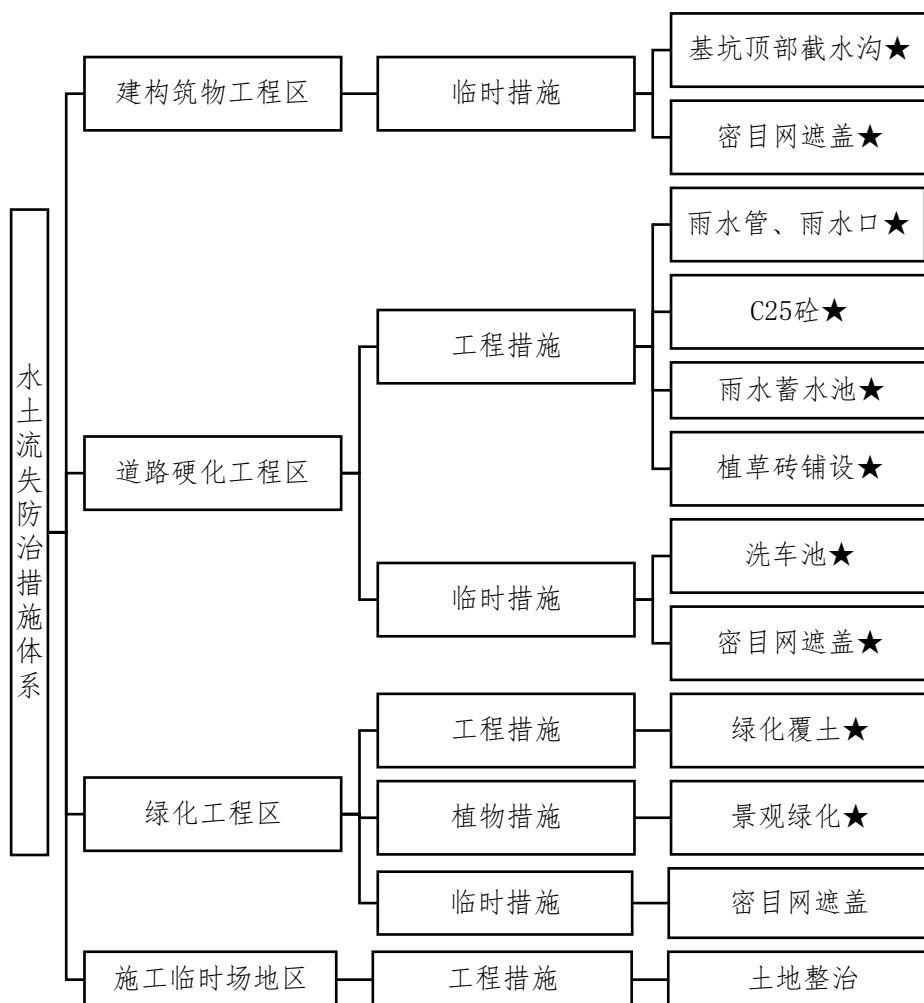 水土流失防治措施体系
建构筑物工程区
临时措施
基坑顶部截水沟★
密目网遮盖★
道路硬化工程区
工程措施
雨水管、雨水口★
C25砼★
雨水蓄水池★
植草砖铺设★
临时措施
洗车池★
密目网遮盖★
绿化工程区
工程措施
绿化覆土★
植物措施
景观绿化★
临时措施
密目网遮盖
施工临时场地区
工程措施
土地整治